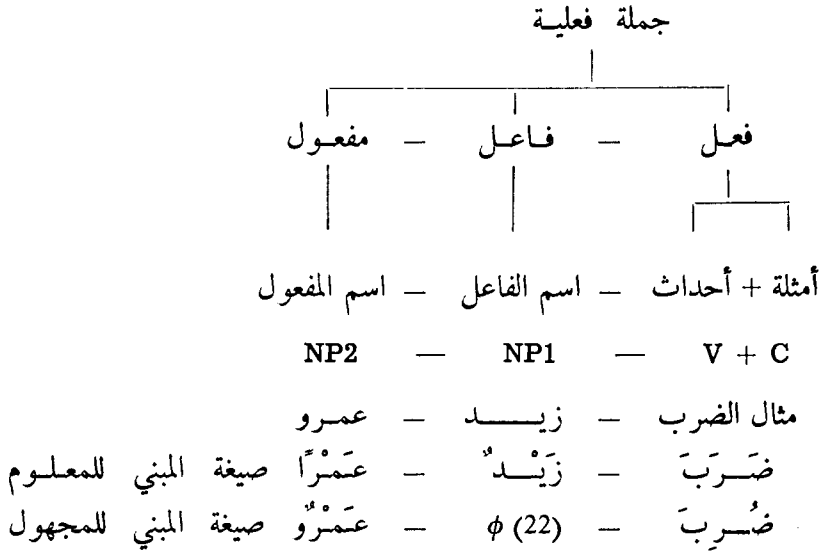 جملة فعلية
فعل – فاعل – مفعول
أمثلة + أحداث – اسم الفاعل – اسم المفعول
V + C – NP1 – NP2
مثال الضرب – زيد – عمرو
ضَرَبَ – زَيْدٌ – عَمْرًا صيغة المبني للمعلوم
ضُرِبَ – ϕ (22) – عَمْرٌو صيغة المبني للمجهول